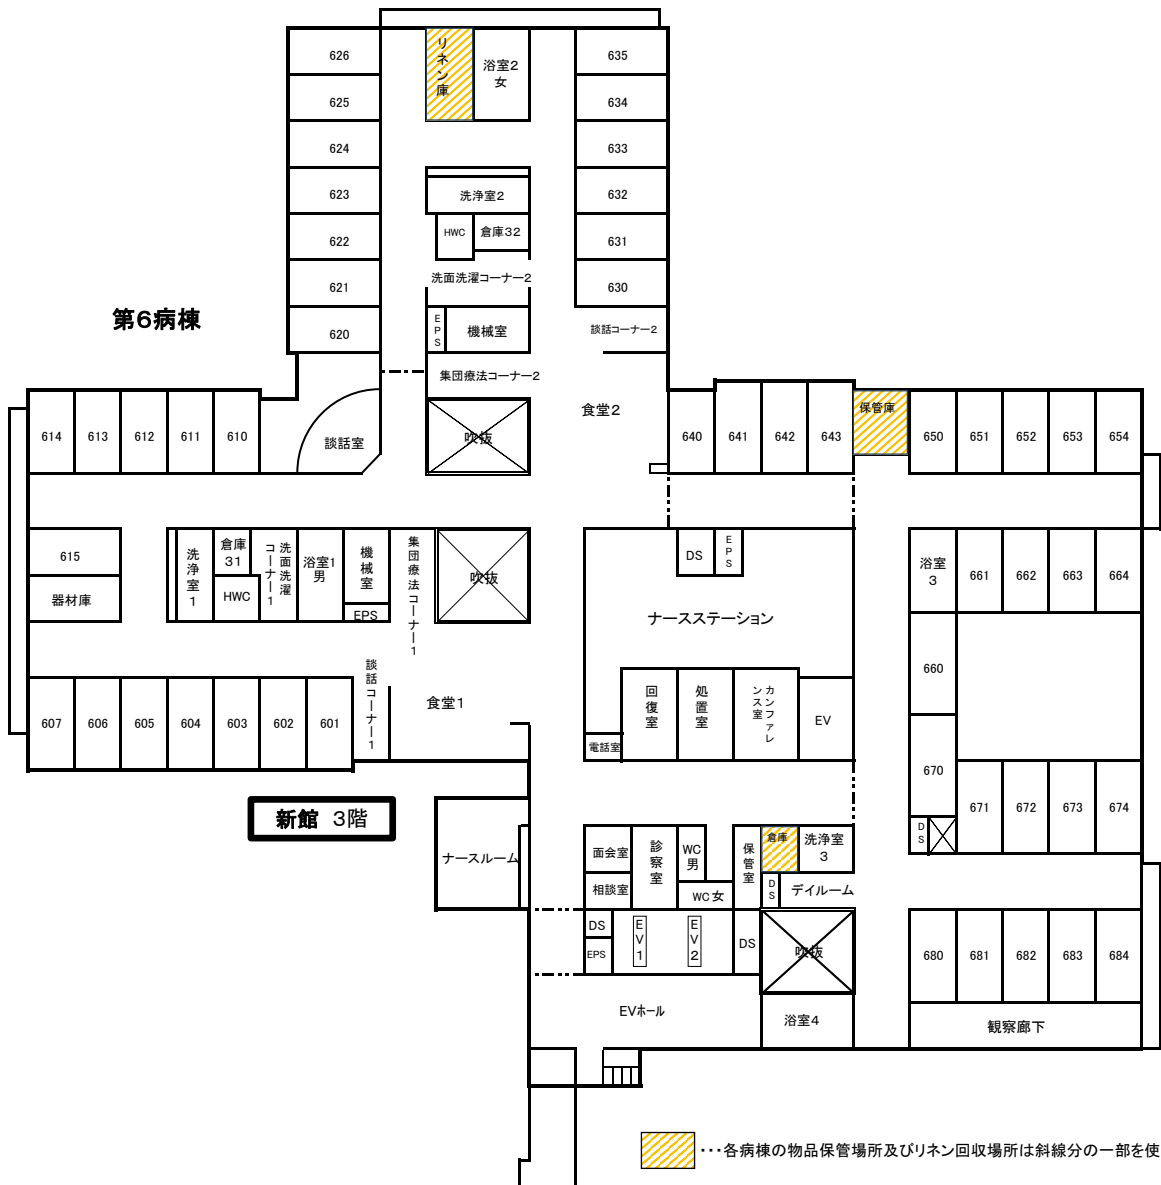 626
625
624
623
622
621
620
リネン庫
浴室2
女
635
634
633
632
631
630
洗浄室2
HWC
倉庫32
洗面洗濯コーナー2
EPS
機械室
談話コーナー2
集団療法コーナー2
第6病棟
食堂2
吹抜
談話室
614
613
612
611
610
640
641
642
643
保管庫
650
651
652
653
654
615
器材庫
洗浄室1
倉庫
31
HWC
洗面洗濯
コーナー1
浴室1
男
機械室
EPS
集団療法コーナー1
吹抜
DS
EPS
ナースステーション
浴室
3
661
662
663
664
660
670
談話コーナー1
食堂1
607
606
605
604
603
602
601
回復室
処置室
カンファレ
ンス室
EV
電話室
671
672
673
674
DS
新館 3階
ナースルーム
面会室
相談室
診察室
WC
男
WC女
保管室
倉庫
洗浄室
3
DS
デイルーム
DS
EPS
EV1
EV2
DS
吹抜
680
681
682
683
684
EVホール
浴室4
観察廊下
・・・各病棟の物品保管場所及びリネン回収場所は斜線分の一部を使